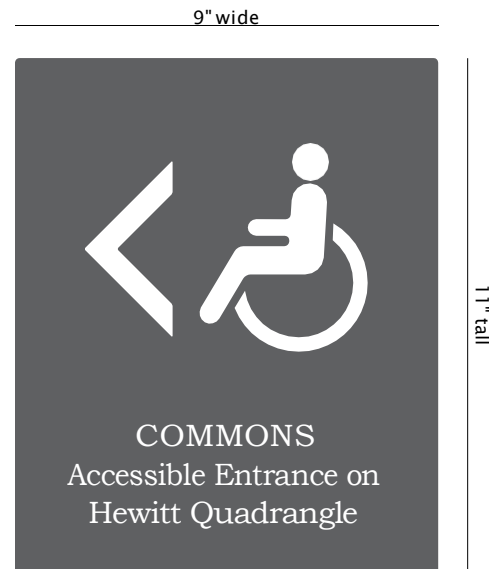 9" wide
11" tall
COMMONS
Accessible Entrance on
Hewitt Quadrangle